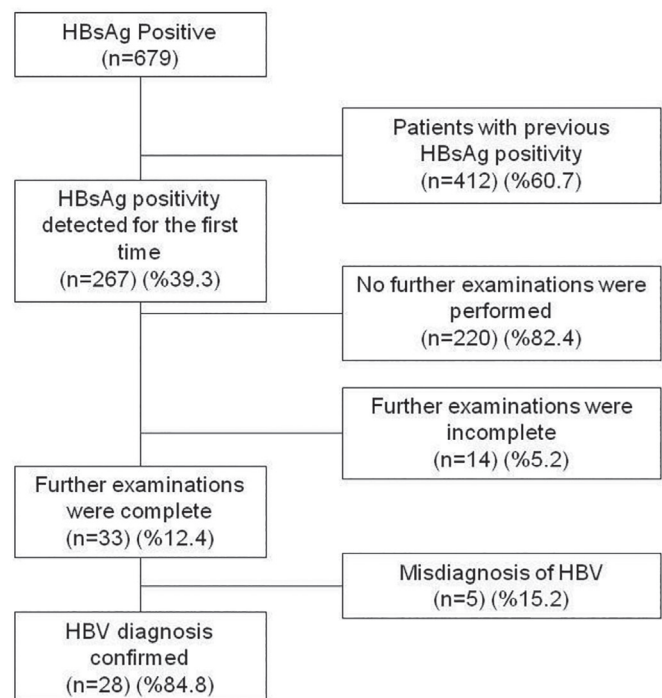 HBsAg Positive
(n=679)
Patients with previous
HBsAg positivity
(n=412) (%60.7)
HBsAg positivity
detected for the first
time
(n=267) (%39.3)
No further examinations were
performed
(n=220) (%82.4)
Further examinations were
incomplete
(n=14) (%5.2)
Further examinations
were complete
(n=33) (%12.4)
Misdiagnosis of HBV
(n=5) (%15.2)
HBV diagnosis
confirmed
(n=28) (%84.8)